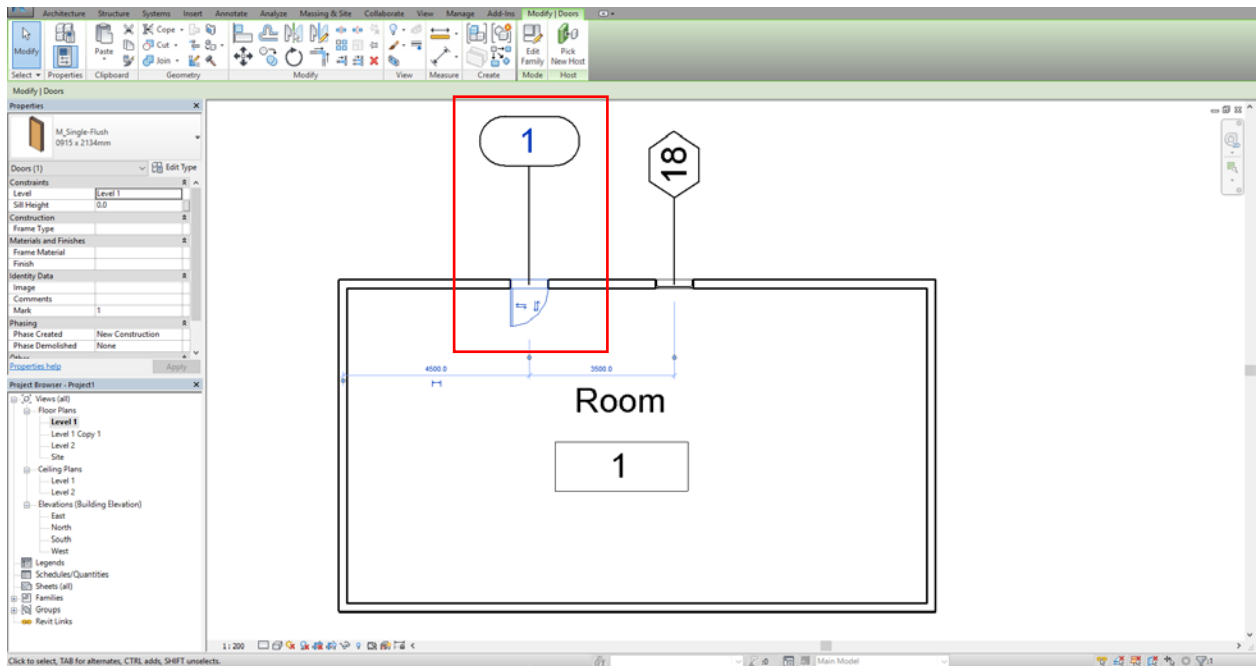 Architecture Structure Systems Insert Annotate Analyze Massing & Site Collaborate View Manage Add-Ins Modify | Doors
Modify
Paste
Cope
Cut
Join
Edit Family
Pick New Host
Select Properties Clipboard Geometry Modify View Measure Create Mode Host
Modify | Doors
Properties
M_Single-Flush
0915 x 2134mm
Doors (1) Edit Type
Constraints
Level Level 1
Sill Height 0.0
Construction
Frame Type
Materials and Finishes
Frame Material
Finish
Identity Data
Image
Comments
Mark 1
Phasing
Phase Created New Construction
Phase Demolished None
Other
Properties help Apply
Project Browser - Project1
Views (all)
Floor Plans
Level 1
Level 1 Copy 1
Level 2
Site
Ceiling Plans
Level 1
Level 2
Elevations (Building Elevation)
East
North
South
West
Legends
Schedules/Quantities
Sheets (all)
Families
Groups
Revit Links
1
18
4500.0 3500.0
Room
1
1 : 200
Click to select, TAB for alternates, CTRL adds, SHIFT unselects.
:0 Main Model :1